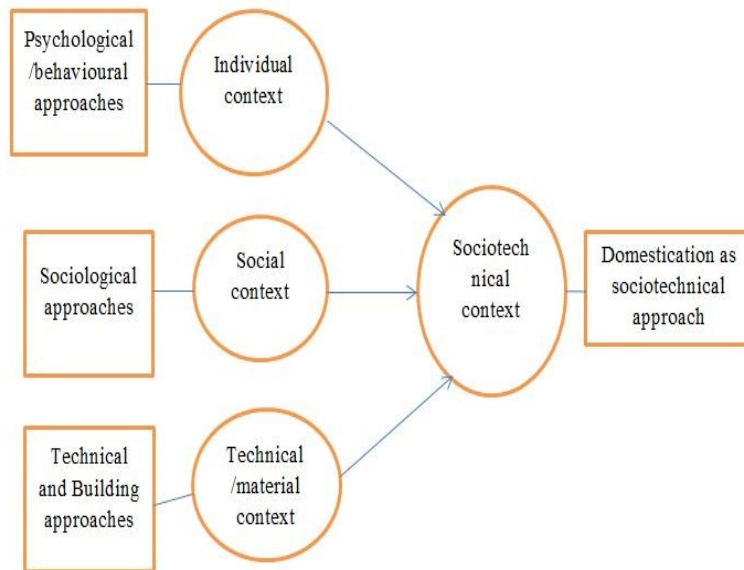 Psychological
/behavioural
approaches
Individual
context
Sociological
approaches
Social
context
Technical
and Building
approaches
Technical
/material
context
Sociotech
nical
context
Domestication as
sociotechnical
approach